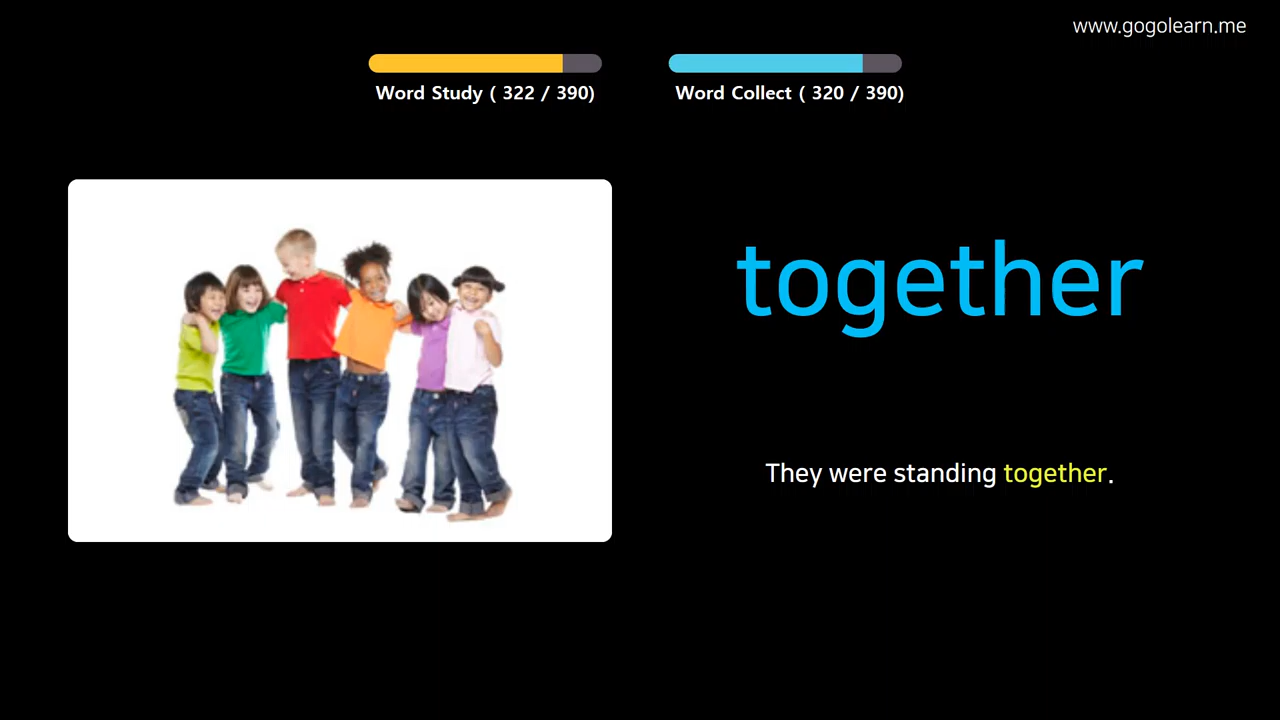 www.gogolearn.me
Word Study ( 322 / 390)
Word Collect ( 320 / 390)
together
They were standing together.